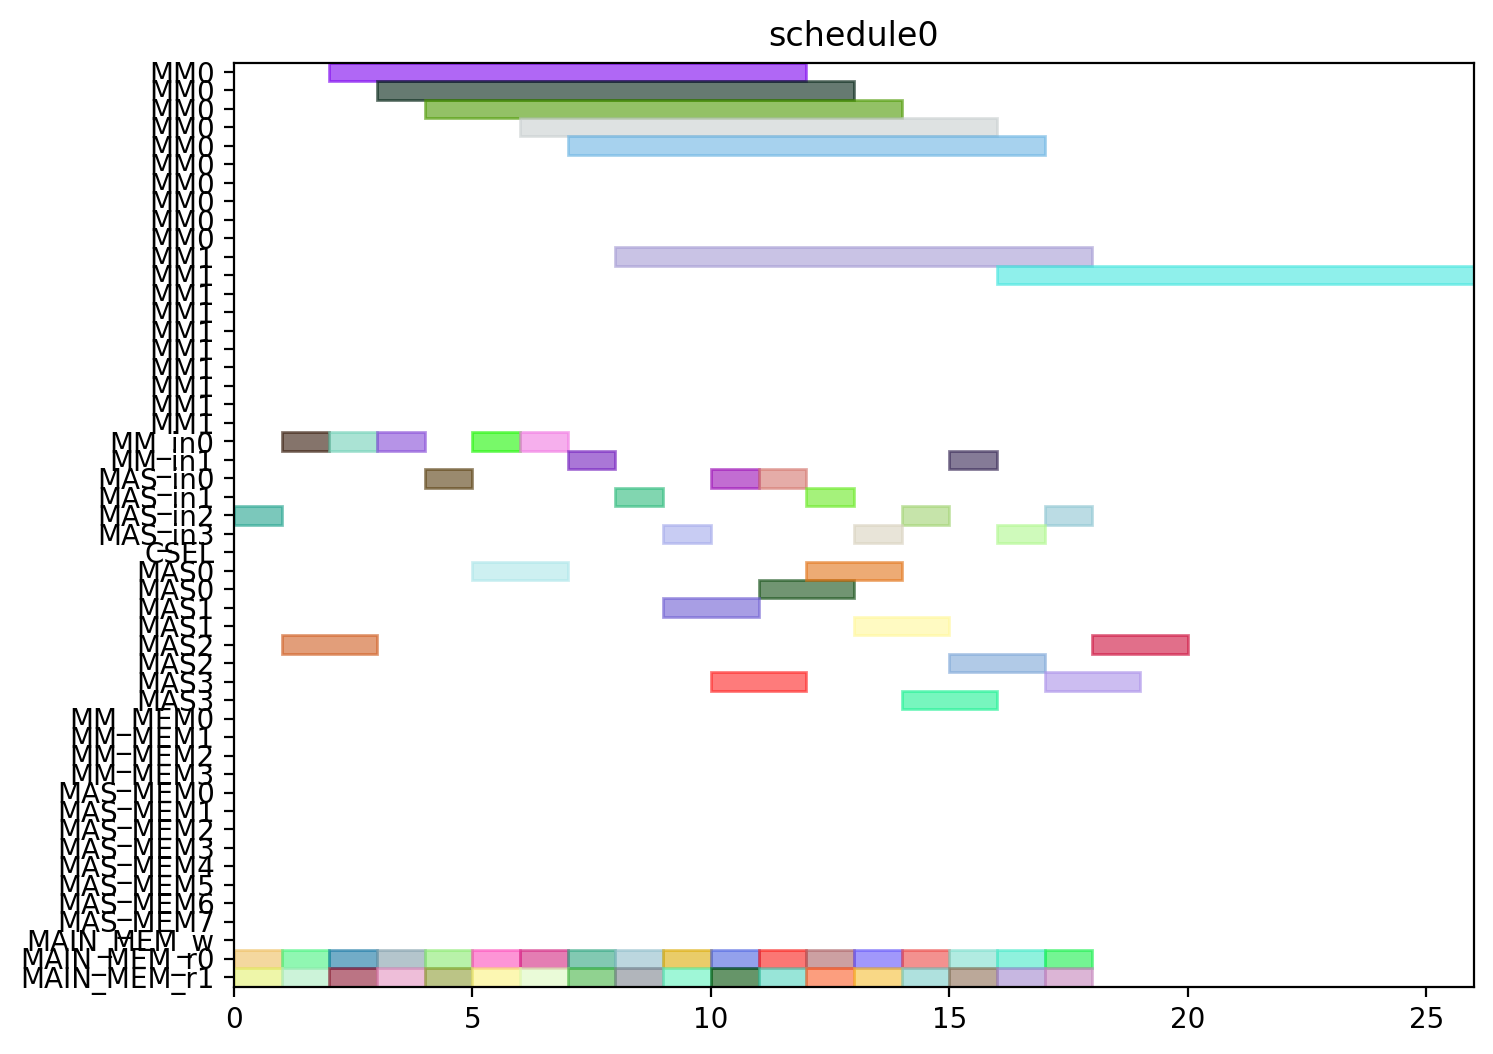 schedule0
MM0
MM0
MM0
MM0
MM0
MM0
MM0
MM0
MM0
MM0
MM1
MM1
MM1
MM1
MM1
MM1
MM1
MM1
MM1
MM1
MM_in0
MM_in1
MAS_in0
MAS_in1
MAS_in2
MAS_in3
CSEL
MAS0
MAS0
MAS1
MAS1
MAS2
MAS2
MAS3
MAS3
MM_MEM0
MM_MEM1
MM_MEM2
MM_MEM3
MAS_MEM0
MAS_MEM1
MAS_MEM2
MAS_MEM3
MAS_MEM4
MAS_MEM5
MAS_MEM6
MAS_MEM7
MAIN_MEM_w
MAIN_MEM_r0
MAIN_MEM_r1
0 5 10 15 20 25